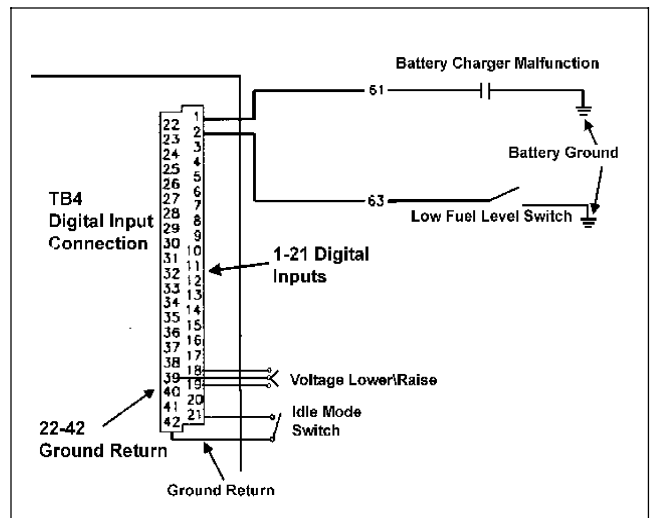 Battery Charger Malfunction
61
Battery Ground
63
Low Fuel Level Switch
TB4
Digital Input
Connection
22 1
23 2
24 3
25 4
26 5
27 6
28 7
29 8
30 9
31 10
32 11
33 12
34 13
35 14
36 15
37 16
38 17
39 18
40 19
41 20
42 21
1-21 Digital
Inputs
Voltage Lower\Raise
Idle Mode
Switch
22-42
Ground Return
Ground Return